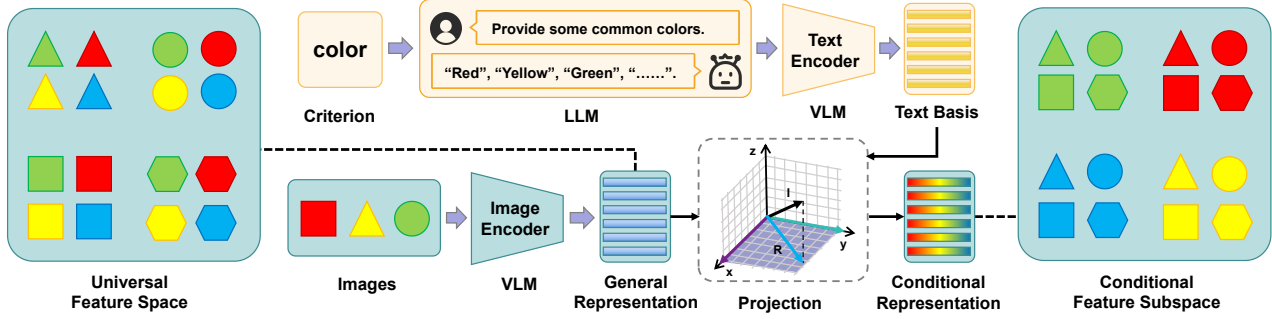 color
Criterion
Provide some common colors.
“Red”, “Yellow”, “Green”, “……”.
LLM
Text
Encoder
VLM
Text Basis
Universal
Feature Space
Images
Image
Encoder
VLM
General
Representation
z
I
y
R
x
Projection
Conditional
Representation
Conditional
Feature Subspace